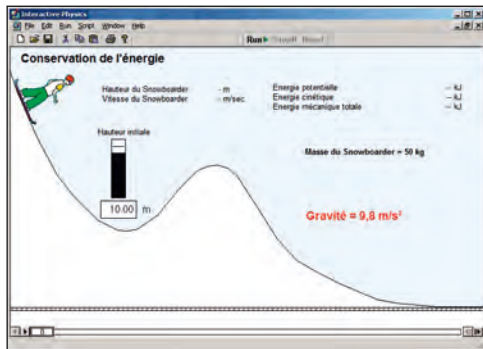 Interactive Physics
File Edit Run Script Window Help
Run
Conservation de l'énergie
Hauteur du Snowboarder - m
Vitesse du Snowboarder - m/sec
Energie potentielle -- kJ
Energie cinétique -- kJ
Energie mécanique totale -- kJ
Hauteur initiale
10.00 m
Masse du Snowboarder = 50 kg
Gravité = 9,8 m/s²
0